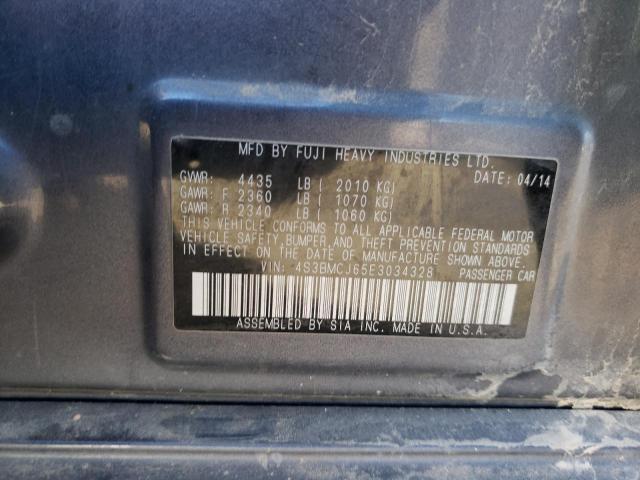 MFD BY FUJI HEAVY INDUSTRIES LTD.
DATE: 04/14
GVWR: 4435 LB ( 2010 KG)
GAWR: F 2360 LB ( 1070 KG)
GAWR: R 2340 LB ( 1060 KG)
THIS VEHICLE CONFORMS TO ALL APPLICABLE FEDERAL MOTOR
VEHICLE SAFETY, BUMPER, AND THEFT PREVENTION STANDARDS
IN EFFECT ON THE DATE OF MANUFACTURE SHOWN ABOVE.
VIN: 4S3BMCJ65E3034328 PASSENGER CAR
ASSEMBLED BY SIA INC. MADE IN U.S.A.